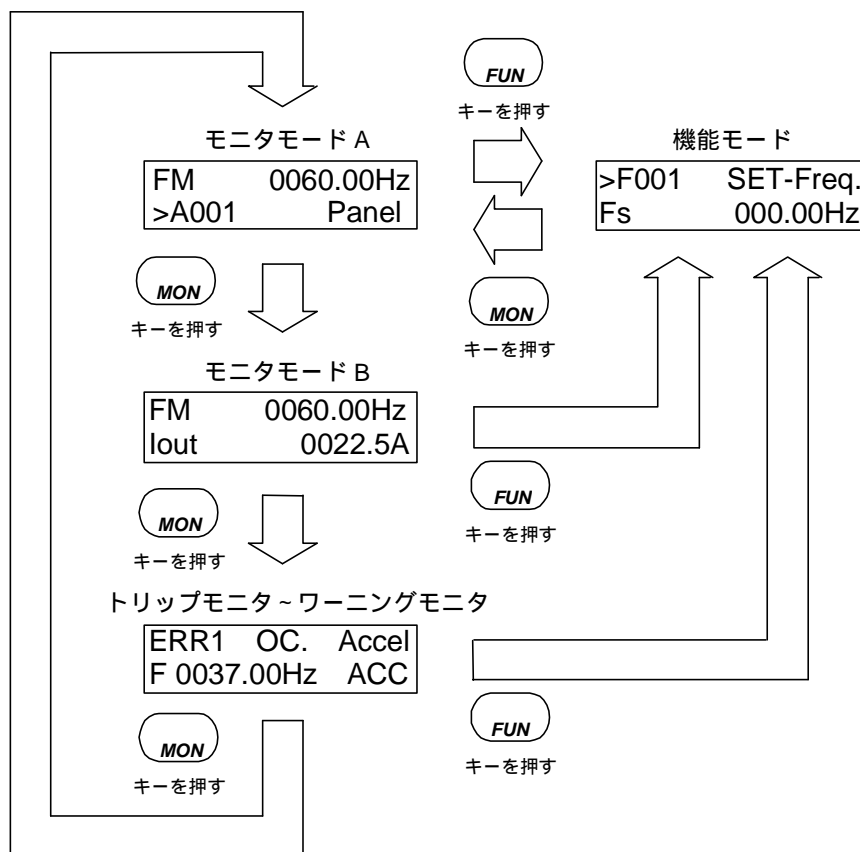 FUN
キーを押す
モニタモード A
機能モード
FM 0060.00Hz
>A001 Panel
>F001 SET-Freq.
Fs 000.00Hz
MON
キーを押す
MON
キーを押す
モニタモード B
FM 0060.00Hz
Iout 0022.5A
MON
キーを押す
FUN
キーを押す
トリップモニタ~ワーニングモニタ
ERR1 OC. Accel
F 0037.00Hz ACC
MON
キーを押す
FUN
キーを押す